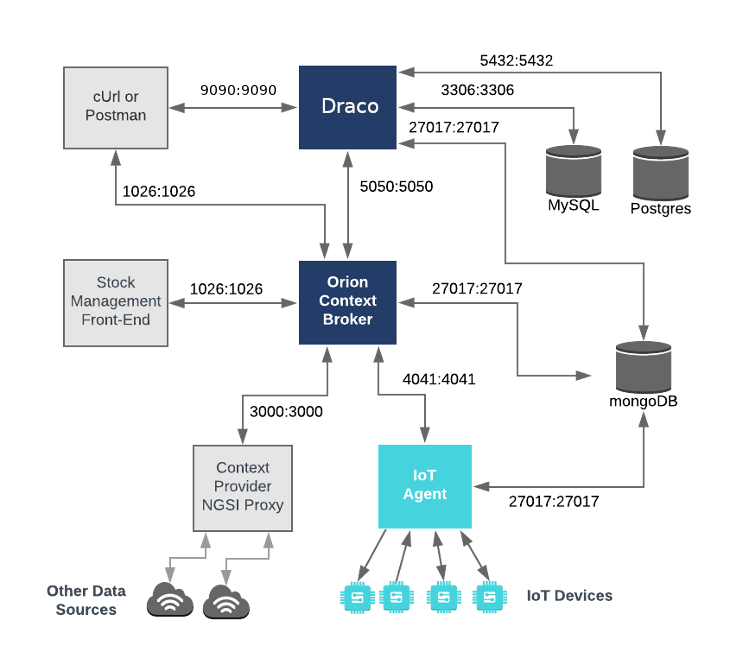 5432:5432
9090:9090
3306:3306
cUrl or
Postman
Draco
27017:27017
1026:1026
5050:5050
MySQL
Postgres
Stock
Management
Front-End
1026:1026
Orion
Context
Broker
27017:27017
4041:4041
mongoDB
3000:3000
Context
Provider
NGSI Proxy
IoT
Agent
27017:27017
Other Data
Sources
IoT Devices